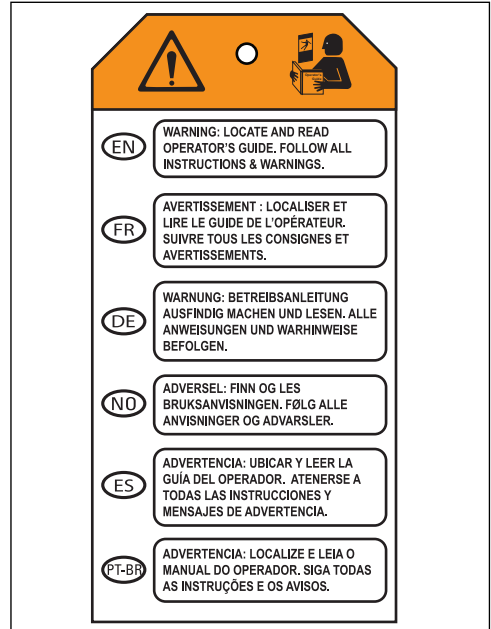 Operator's
Guide
EN
WARNING: LOCATE AND READ
OPERATOR'S GUIDE. FOLLOW ALL
INSTRUCTIONS & WARNINGS.
FR
AVERTISSEMENT : LOCALISER ET
LIRE LE GUIDE DE L'OPÉRATEUR.
SUIVRE TOUS LES CONSIGNES ET
AVERTISSEMENTS.
DE
WARNUNG: BETREIBSANLEITUNG
AUSFINDIG MACHEN UND LESEN. ALLE
ANWEISUNGEN UND WARHINWEISE
BEFOLGEN.
NO
ADVERSEL: FINN OG LES
BRUKSANVISNINGEN. FØLG ALLE
ANVISNINGER OG ADVARSLER.
ES
ADVERTENCIA: UBICAR Y LEER LA
GUÍA DEL OPERADOR. ATENERSE A
TODAS LAS INSTRUCCIONES Y
MENSAJES DE ADVERTENCIA.
PT-BR
ADVERTENCIA: LOCALIZE E LEIA O
MANUAL DO OPERADOR. SIGA TODAS
AS INSTRUÇÕES E OS AVISOS.